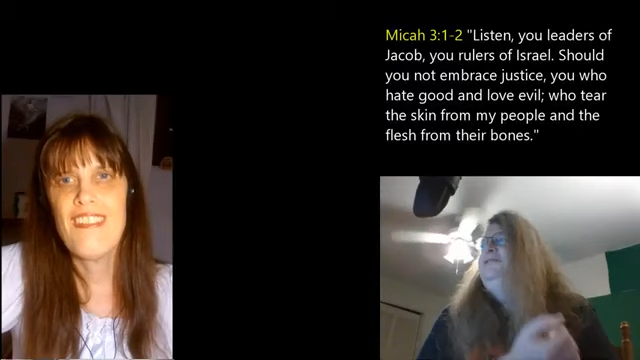 Micah 3:1-2 "Listen, you leaders of
Jacob, you rulers of Israel. Should
you not embrace justice, you who
hate good and love evil; who tear
the skin from my people and the
flesh from their bones."